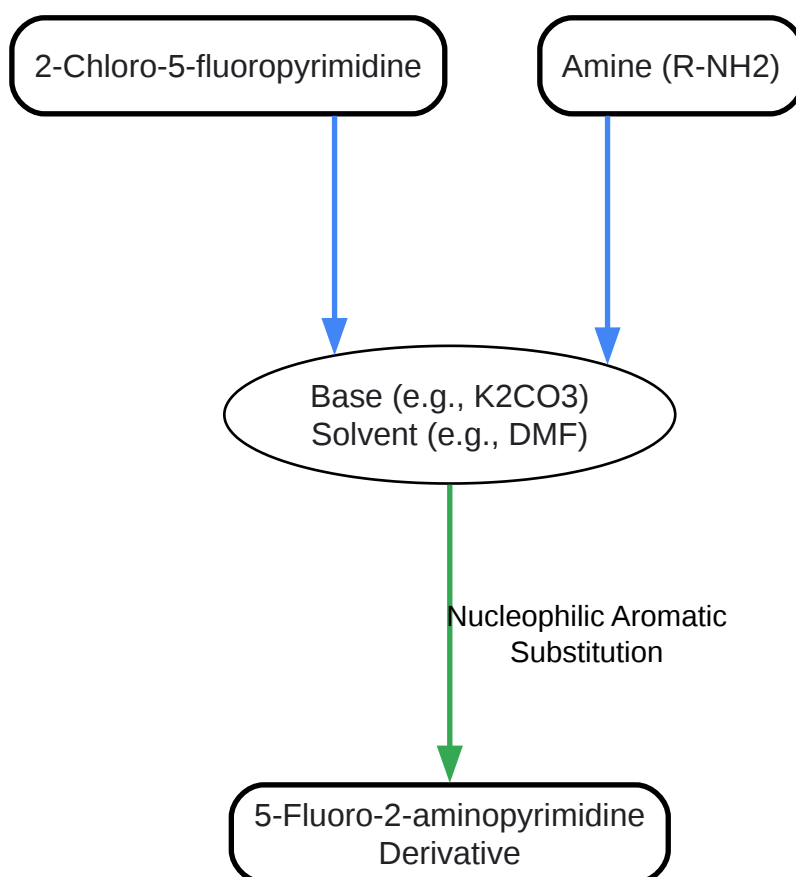 2-Chloro-5-fluoropyrimidine
Amine (R-NH2)
Base (e.g., K2CO3)
Solvent (e.g., DMF)
Nucleophilic Aromatic
Substitution
5-Fluoro-2-aminopyrimidine
Derivative